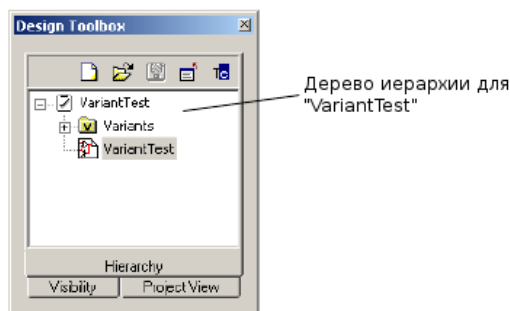 Design Toolbox
VariantTest
Variants
VariantTest
Hierarchy
Visibility
Project View
Дерево иерархии для
"VariantTest"